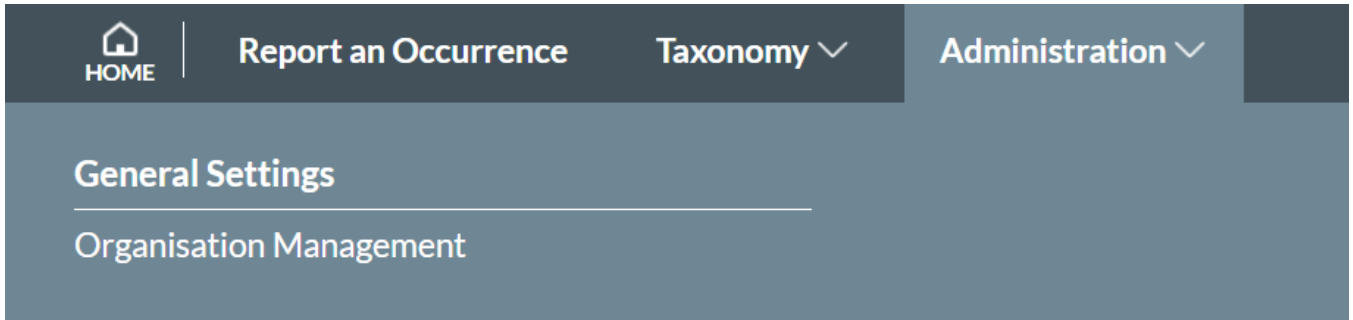 HOME
Report an Occurrence
Taxonomy
Administration
General Settings
Organisation Management